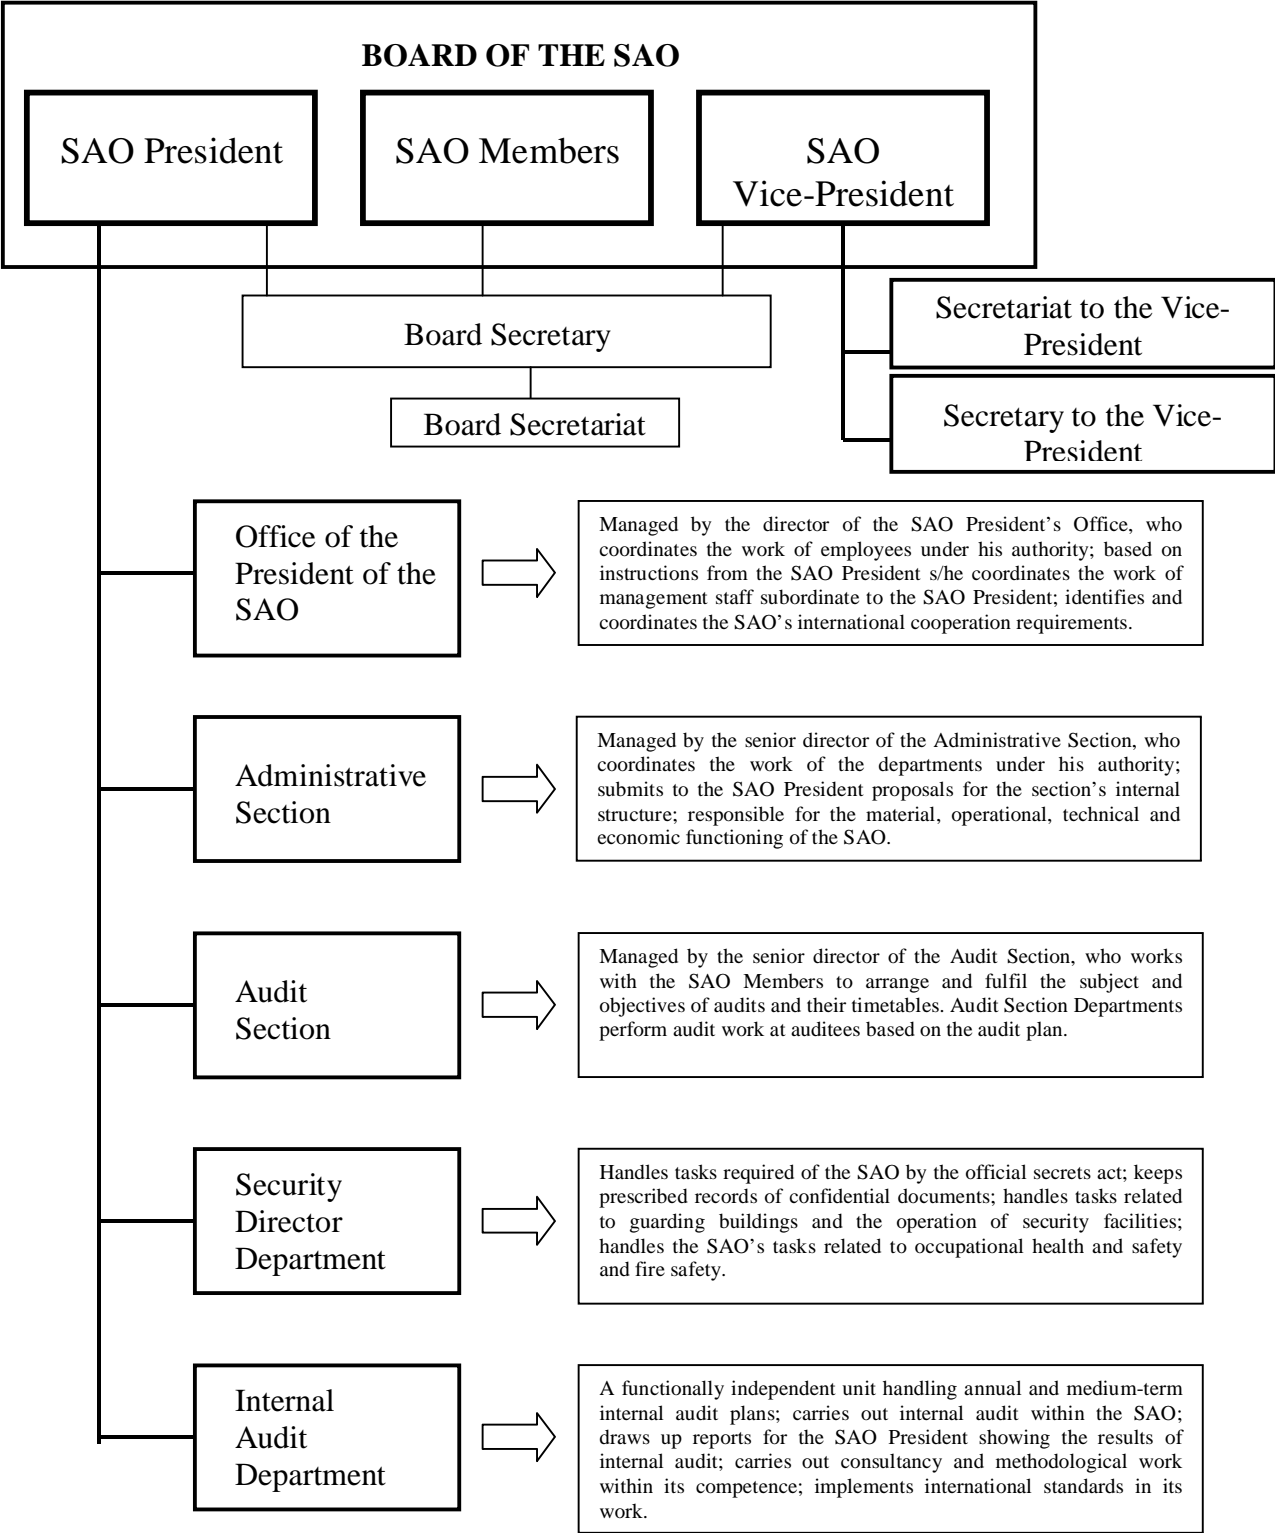 BOARD OF THE SAO
SAO President
SAO Members
SAO
Vice-President
Board Secretary
Board Secretariat
Secretariat to the Vice-
President
Secretary to the Vice-
President
Office of the
President of the
SAO
Managed by the director of the SAO President’s Office, who
coordinates the work of employees under his authority; based on
instructions from the SAO President s/he coordinates the work of
management staff subordinate to the SAO President; identifies and
coordinates the SAO’s international cooperation requirements.
Administrative
Section
Managed by the senior director of the Administrative Section, who
coordinates the work of the departments under his authority;
submits to the SAO President proposals for the section’s internal
structure; responsible for the material, operational, technical and
economic functioning of the SAO.
Audit
Section
Managed by the senior director of the Audit Section, who works
with the SAO Members to arrange and fulfil the subject and
objectives of audits and their timetables. Audit Section Departments
perform audit work at auditees based on the audit plan.
Security
Director
Department
Handles tasks required of the SAO by the official secrets act; keeps
prescribed records of confidential documents; handles tasks related
to guarding buildings and the operation of security facilities;
handles the SAO’s tasks related to occupational health and safety
and fire safety.
Internal
Audit
Department
A functionally independent unit handling annual and medium-term
internal audit plans; carries out internal audit within the SAO;
draws up reports for the SAO President showing the results of
internal audit; carries out consultancy and methodological work
within its competence; implements international standards in its
work.